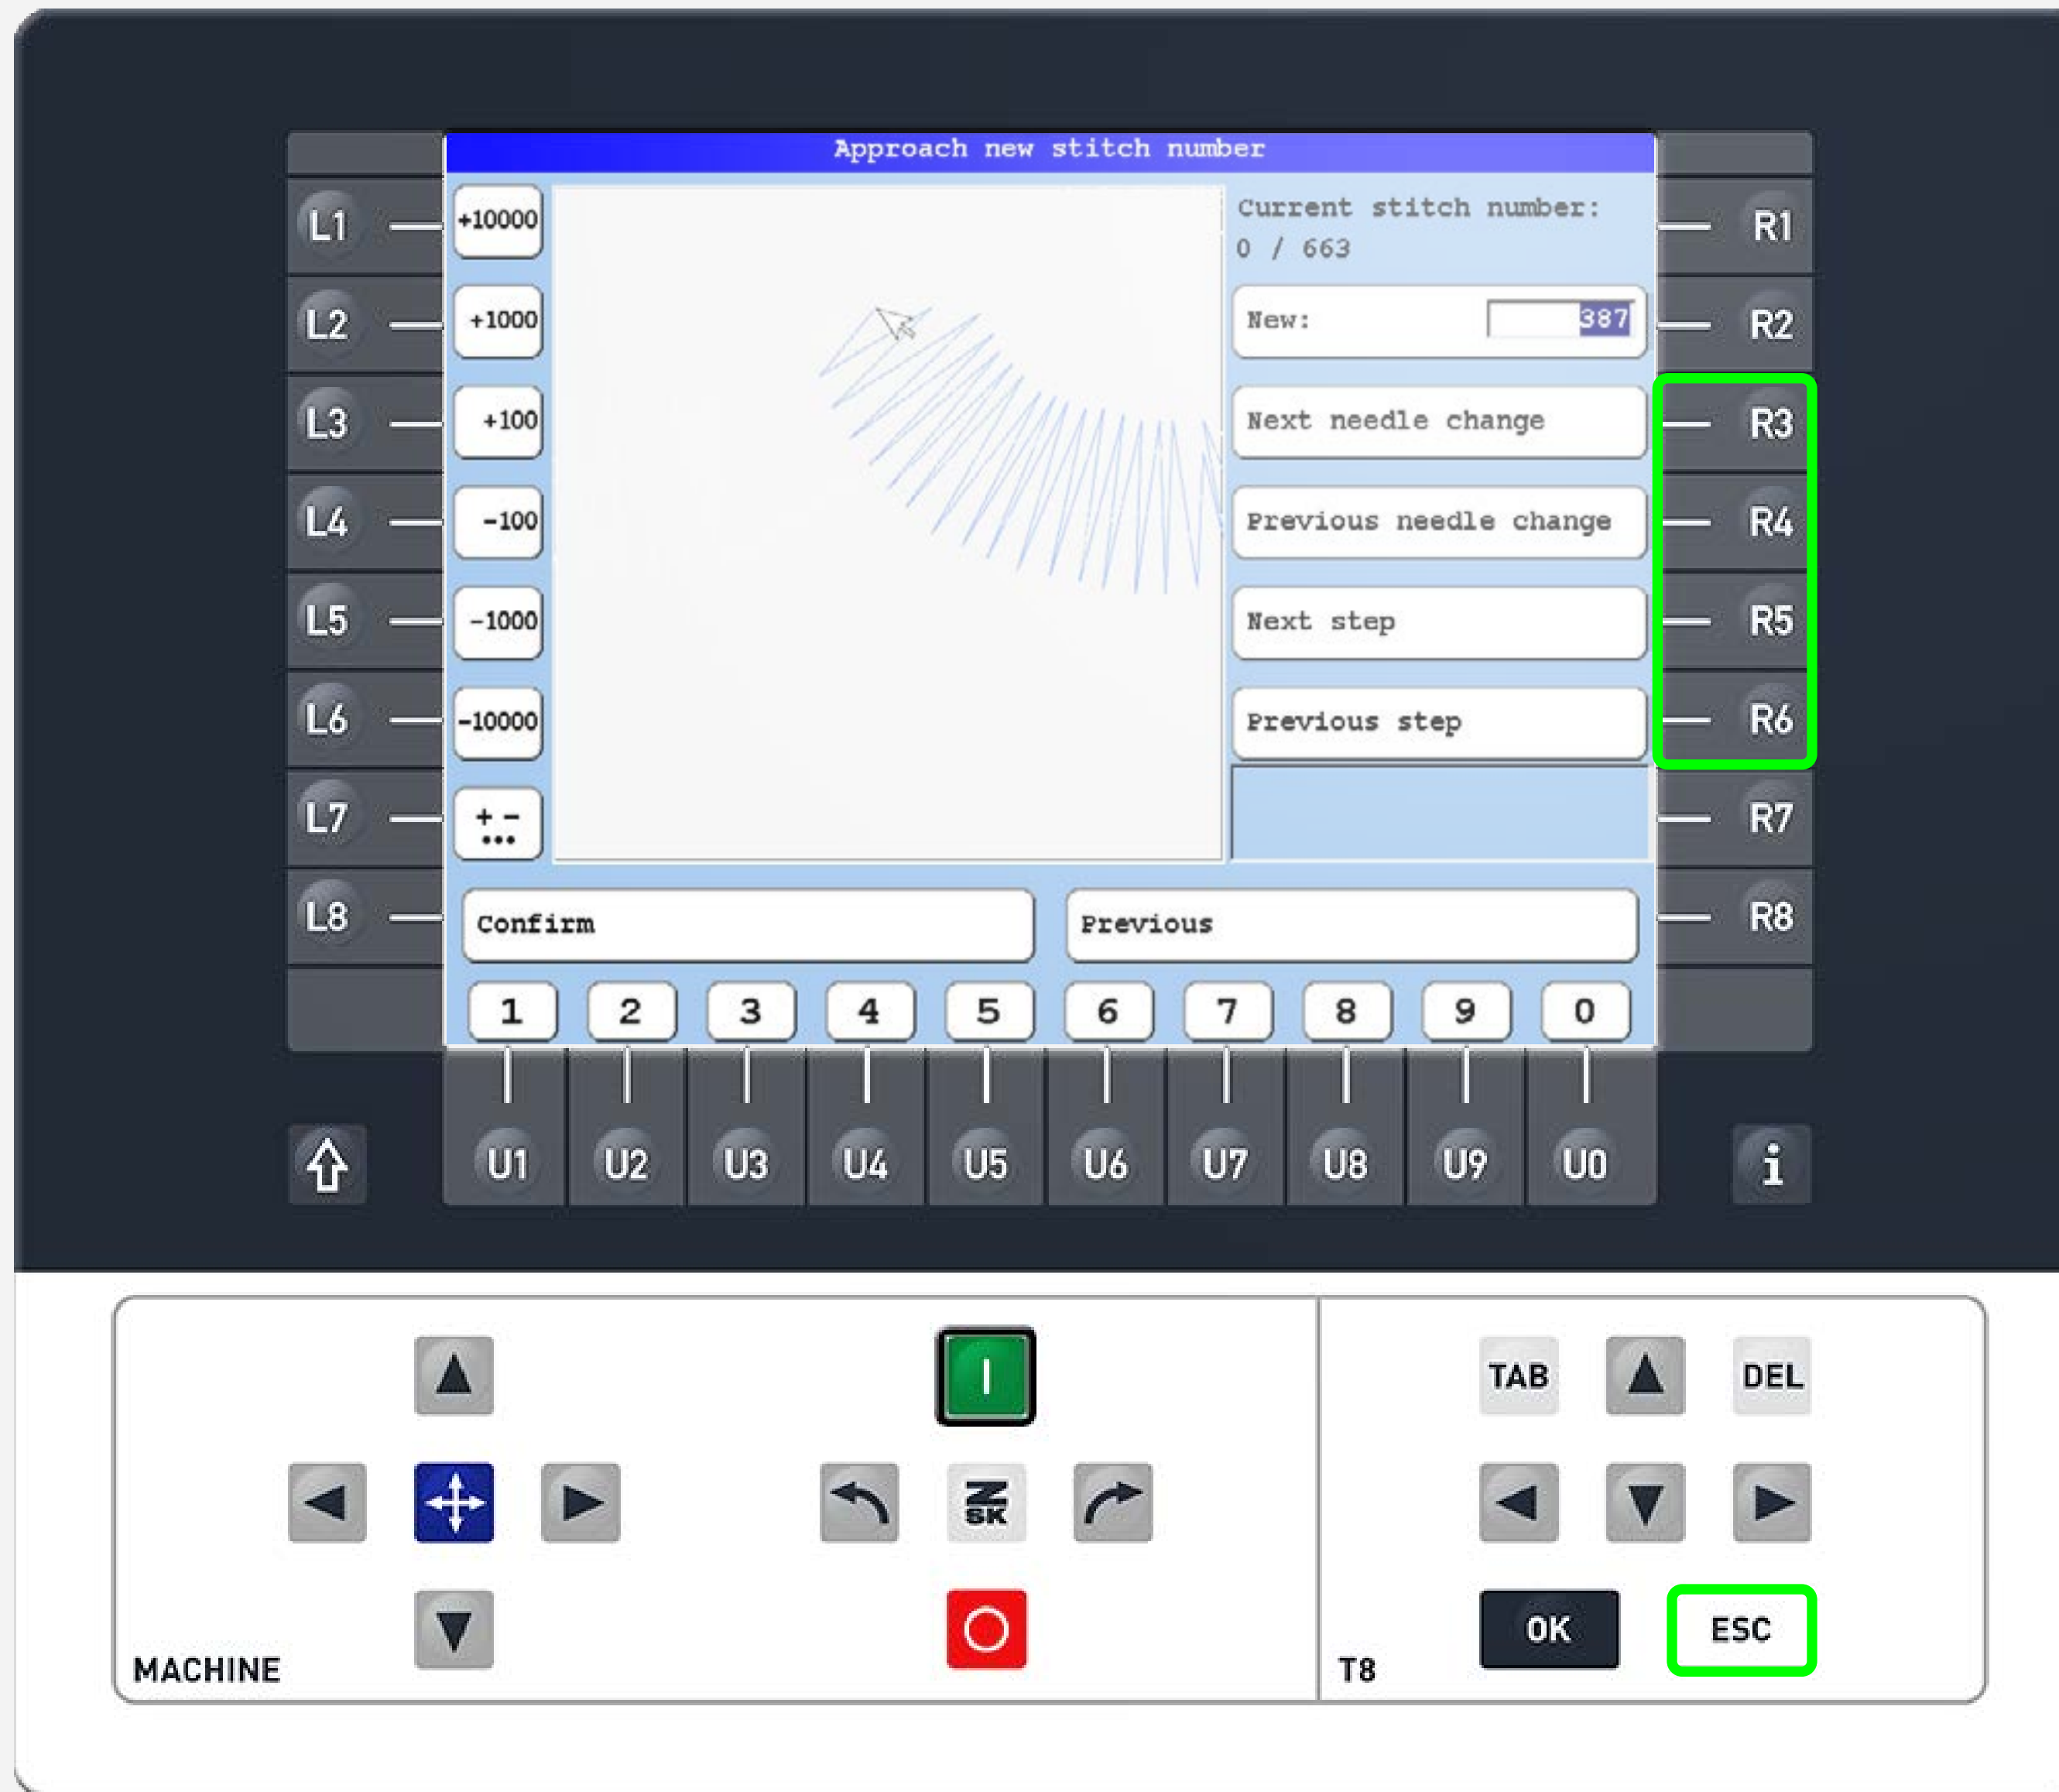 Approach new stitch number
L1
+10000
Current stitch number:
0 / 663
R1
L2
+1000
New: 387
R2
L3
+100
Next needle change
R3
L4
-100
Previous needle change
R4
L5
-1000
Next step
R5
L6
-10000
Previous step
R6
L7
+ -
...
R7
L8
Confirm
Previous
R8
1 2 3 4 5 6 7 8 9 0
U1 U2 U3 U4 U5 U6 U7 U8 U9 U0
i
I
TAB
DEL
ZSK
OK
ESC
MACHINE
T8